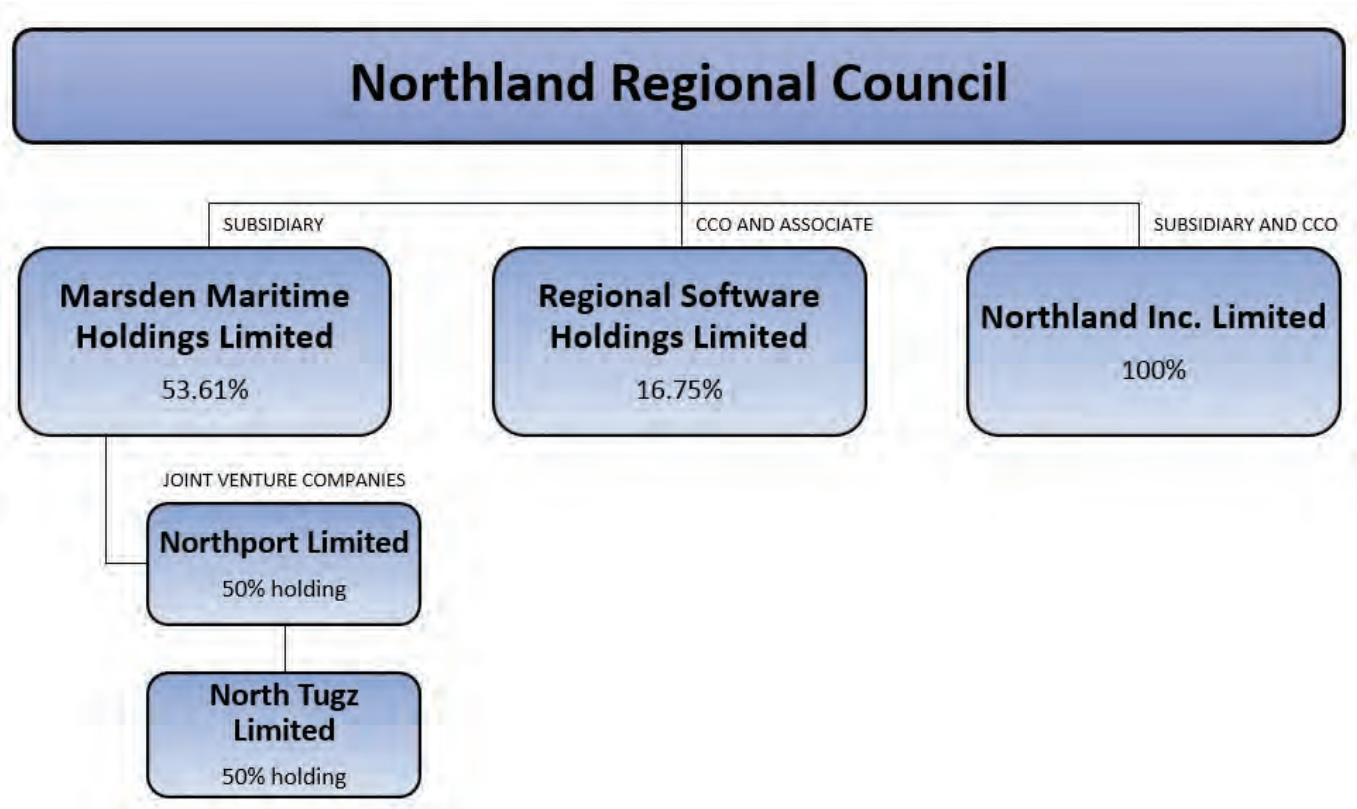 Northland Regional Council
SUBSIDIARY
CCO AND ASSOCIATE
SUBSIDIARY AND CCO
Marsden Maritime
Holdings Limited
53.61%
Regional Software
Holdings Limited
16.75%
Northland Inc. Limited
100%
JOINT VENTURE COMPANIES
Northport Limited
50% holding
North Tugz
Limited
50% holding